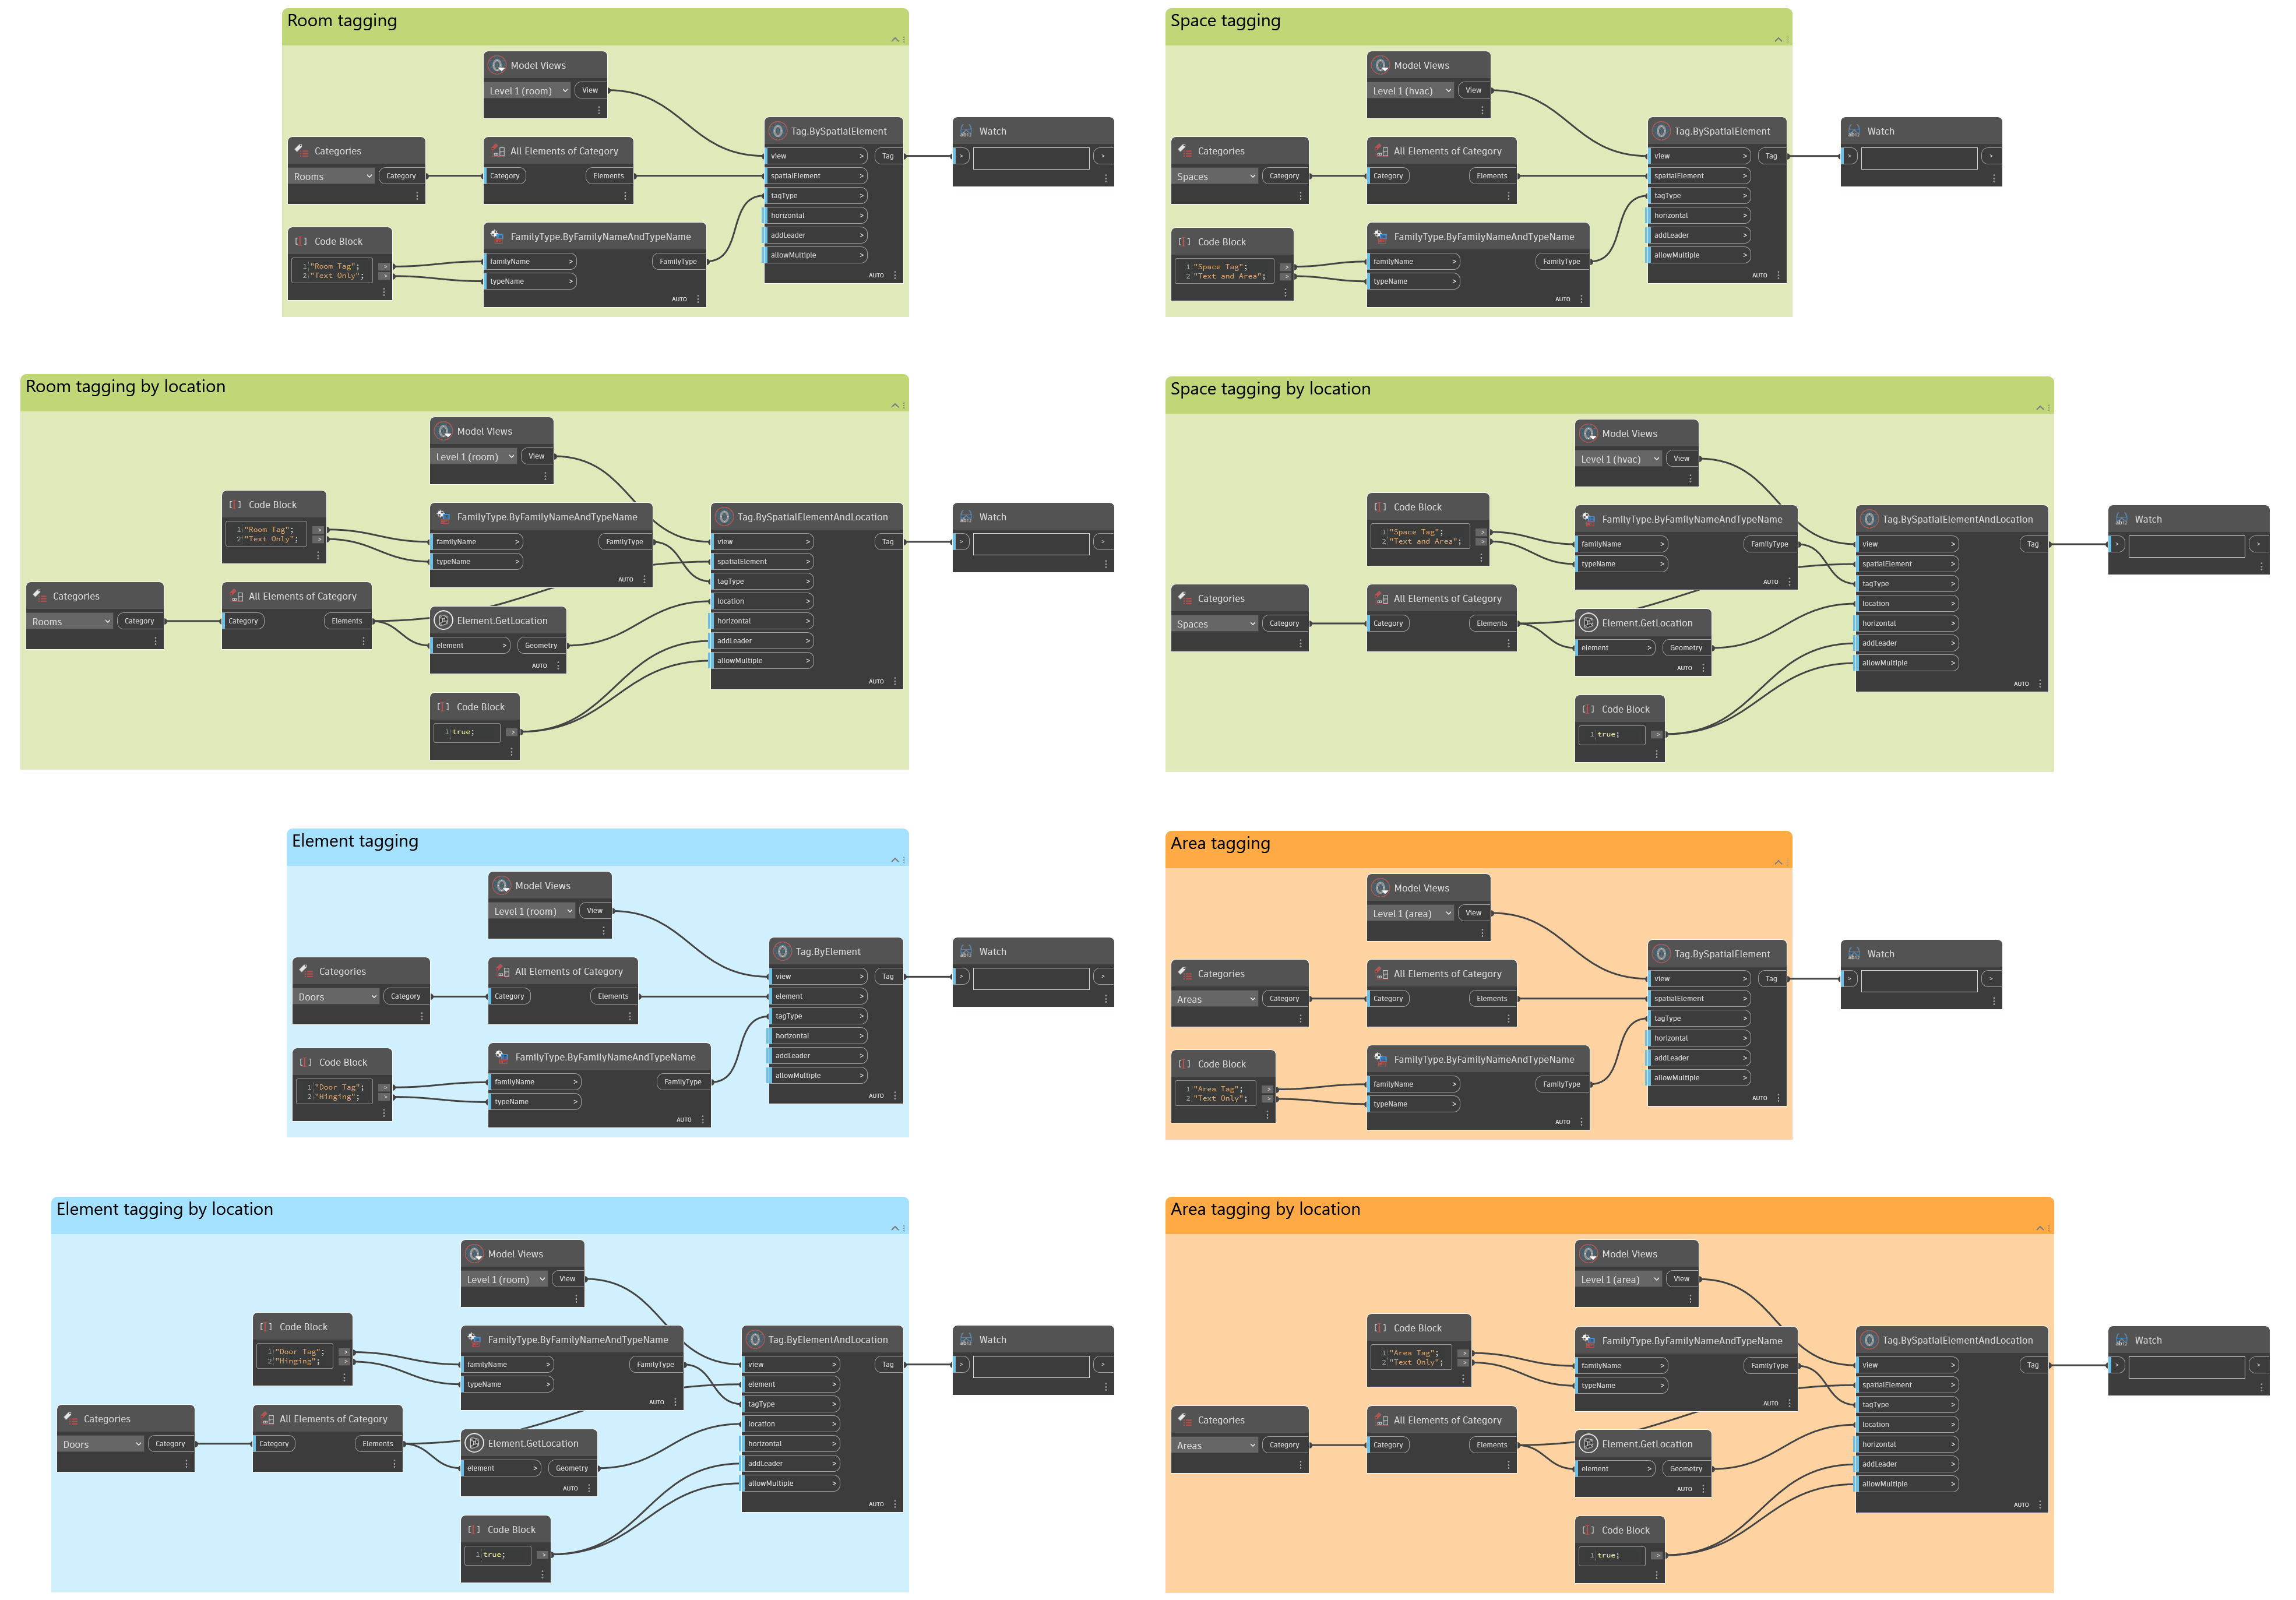 Room tagging
Model Views
Level 1 (room)
View
Categories
Rooms
Category
All Elements of Category
Category
Elements
Code Block
1 "Room Tag";
2 "Text Only";
>
>
FamilyType.ByFamilyNameAndTypeName
familyName >
typeName >
FamilyType
AUTO
Tag.BySpatialElement
view >
Tag
spatialElement >
tagType >
horizontal >
addLeader >
allowMultiple >
AUTO
Watch
> >
Space tagging
Model Views
Level 1 (hvac)
View
Categories
Spaces
Category
All Elements of Category
Category
Elements
Code Block
1 "Space Tag";
2 "Text and Area";
>
>
FamilyType.ByFamilyNameAndTypeName
familyName >
typeName >
FamilyType
AUTO
Tag.BySpatialElement
view >
Tag
spatialElement >
tagType >
horizontal >
addLeader >
allowMultiple >
AUTO
Watch
> >
Room tagging by location
Model Views
Level 1 (room)
View
Code Block
1 "Room Tag";
2 "Text Only";
>
>
FamilyType.ByFamilyNameAndTypeName
familyName >
typeName >
FamilyType
AUTO
Categories
Rooms
Category
All Elements of Category
Category
Elements
Element.GetLocation
element >
Geometry
AUTO
Code Block
1 true;
>
Tag.BySpatialElementAndLocation
view >
Tag
spatialElement >
tagType >
location >
horizontal >
addLeader >
allowMultiple >
AUTO
Watch
> >
Space tagging by location
Model Views
Level 1 (hvac)
View
Code Block
1 "Space Tag";
2 "Text and Area";
>
>
FamilyType.ByFamilyNameAndTypeName
familyName >
typeName >
FamilyType
AUTO
Categories
Spaces
Category
All Elements of Category
Category
Elements
Element.GetLocation
element >
Geometry
AUTO
Code Block
1 true;
>
Tag.BySpatialElementAndLocation
view >
Tag
spatialElement >
tagType >
location >
horizontal >
addLeader >
allowMultiple >
AUTO
Watch
> >
Element tagging
Model Views
Level 1 (room)
View
Categories
Doors
Category
All Elements of Category
Category
Elements
Code Block
1 "Door Tag";
2 "Hinging";
>
>
FamilyType.ByFamilyNameAndTypeName
familyName >
typeName >
FamilyType
AUTO
Tag.ByElement
view >
Tag
element >
tagType >
horizontal >
addLeader >
allowMultiple >
AUTO
Watch
> >
Area tagging
Model Views
Level 1 (area)
View
Categories
Areas
Category
All Elements of Category
Category
Elements
Code Block
1 "Area Tag";
2 "Text Only";
>
>
FamilyType.ByFamilyNameAndTypeName
familyName >
typeName >
FamilyType
AUTO
Tag.BySpatialElement
view >
Tag
spatialElement >
tagType >
horizontal >
addLeader >
allowMultiple >
AUTO
Watch
> >
Element tagging by location
Model Views
Level 1 (room)
View
Code Block
1 "Door Tag";
2 "Hinging";
>
>
FamilyType.ByFamilyNameAndTypeName
familyName >
typeName >
FamilyType
AUTO
Categories
Doors
Category
All Elements of Category
Category
Elements
Element.GetLocation
element >
Geometry
AUTO
Code Block
1 true;
>
Tag.ByElementAndLocation
view >
Tag
element >
tagType >
location >
horizontal >
addLeader >
allowMultiple >
AUTO
Watch
> >
Area tagging by location
Model Views
Level 1 (area)
View
Code Block
1 "Area Tag";
2 "Text Only";
>
>
FamilyType.ByFamilyNameAndTypeName
familyName >
typeName >
FamilyType
AUTO
Categories
Areas
Category
All Elements of Category
Category
Elements
Element.GetLocation
element >
Geometry
AUTO
Code Block
1 true;
>
Tag.BySpatialElementAndLocation
view >
Tag
spatialElement >
tagType >
location >
horizontal >
addLeader >
allowMultiple >
AUTO
Watch
> >